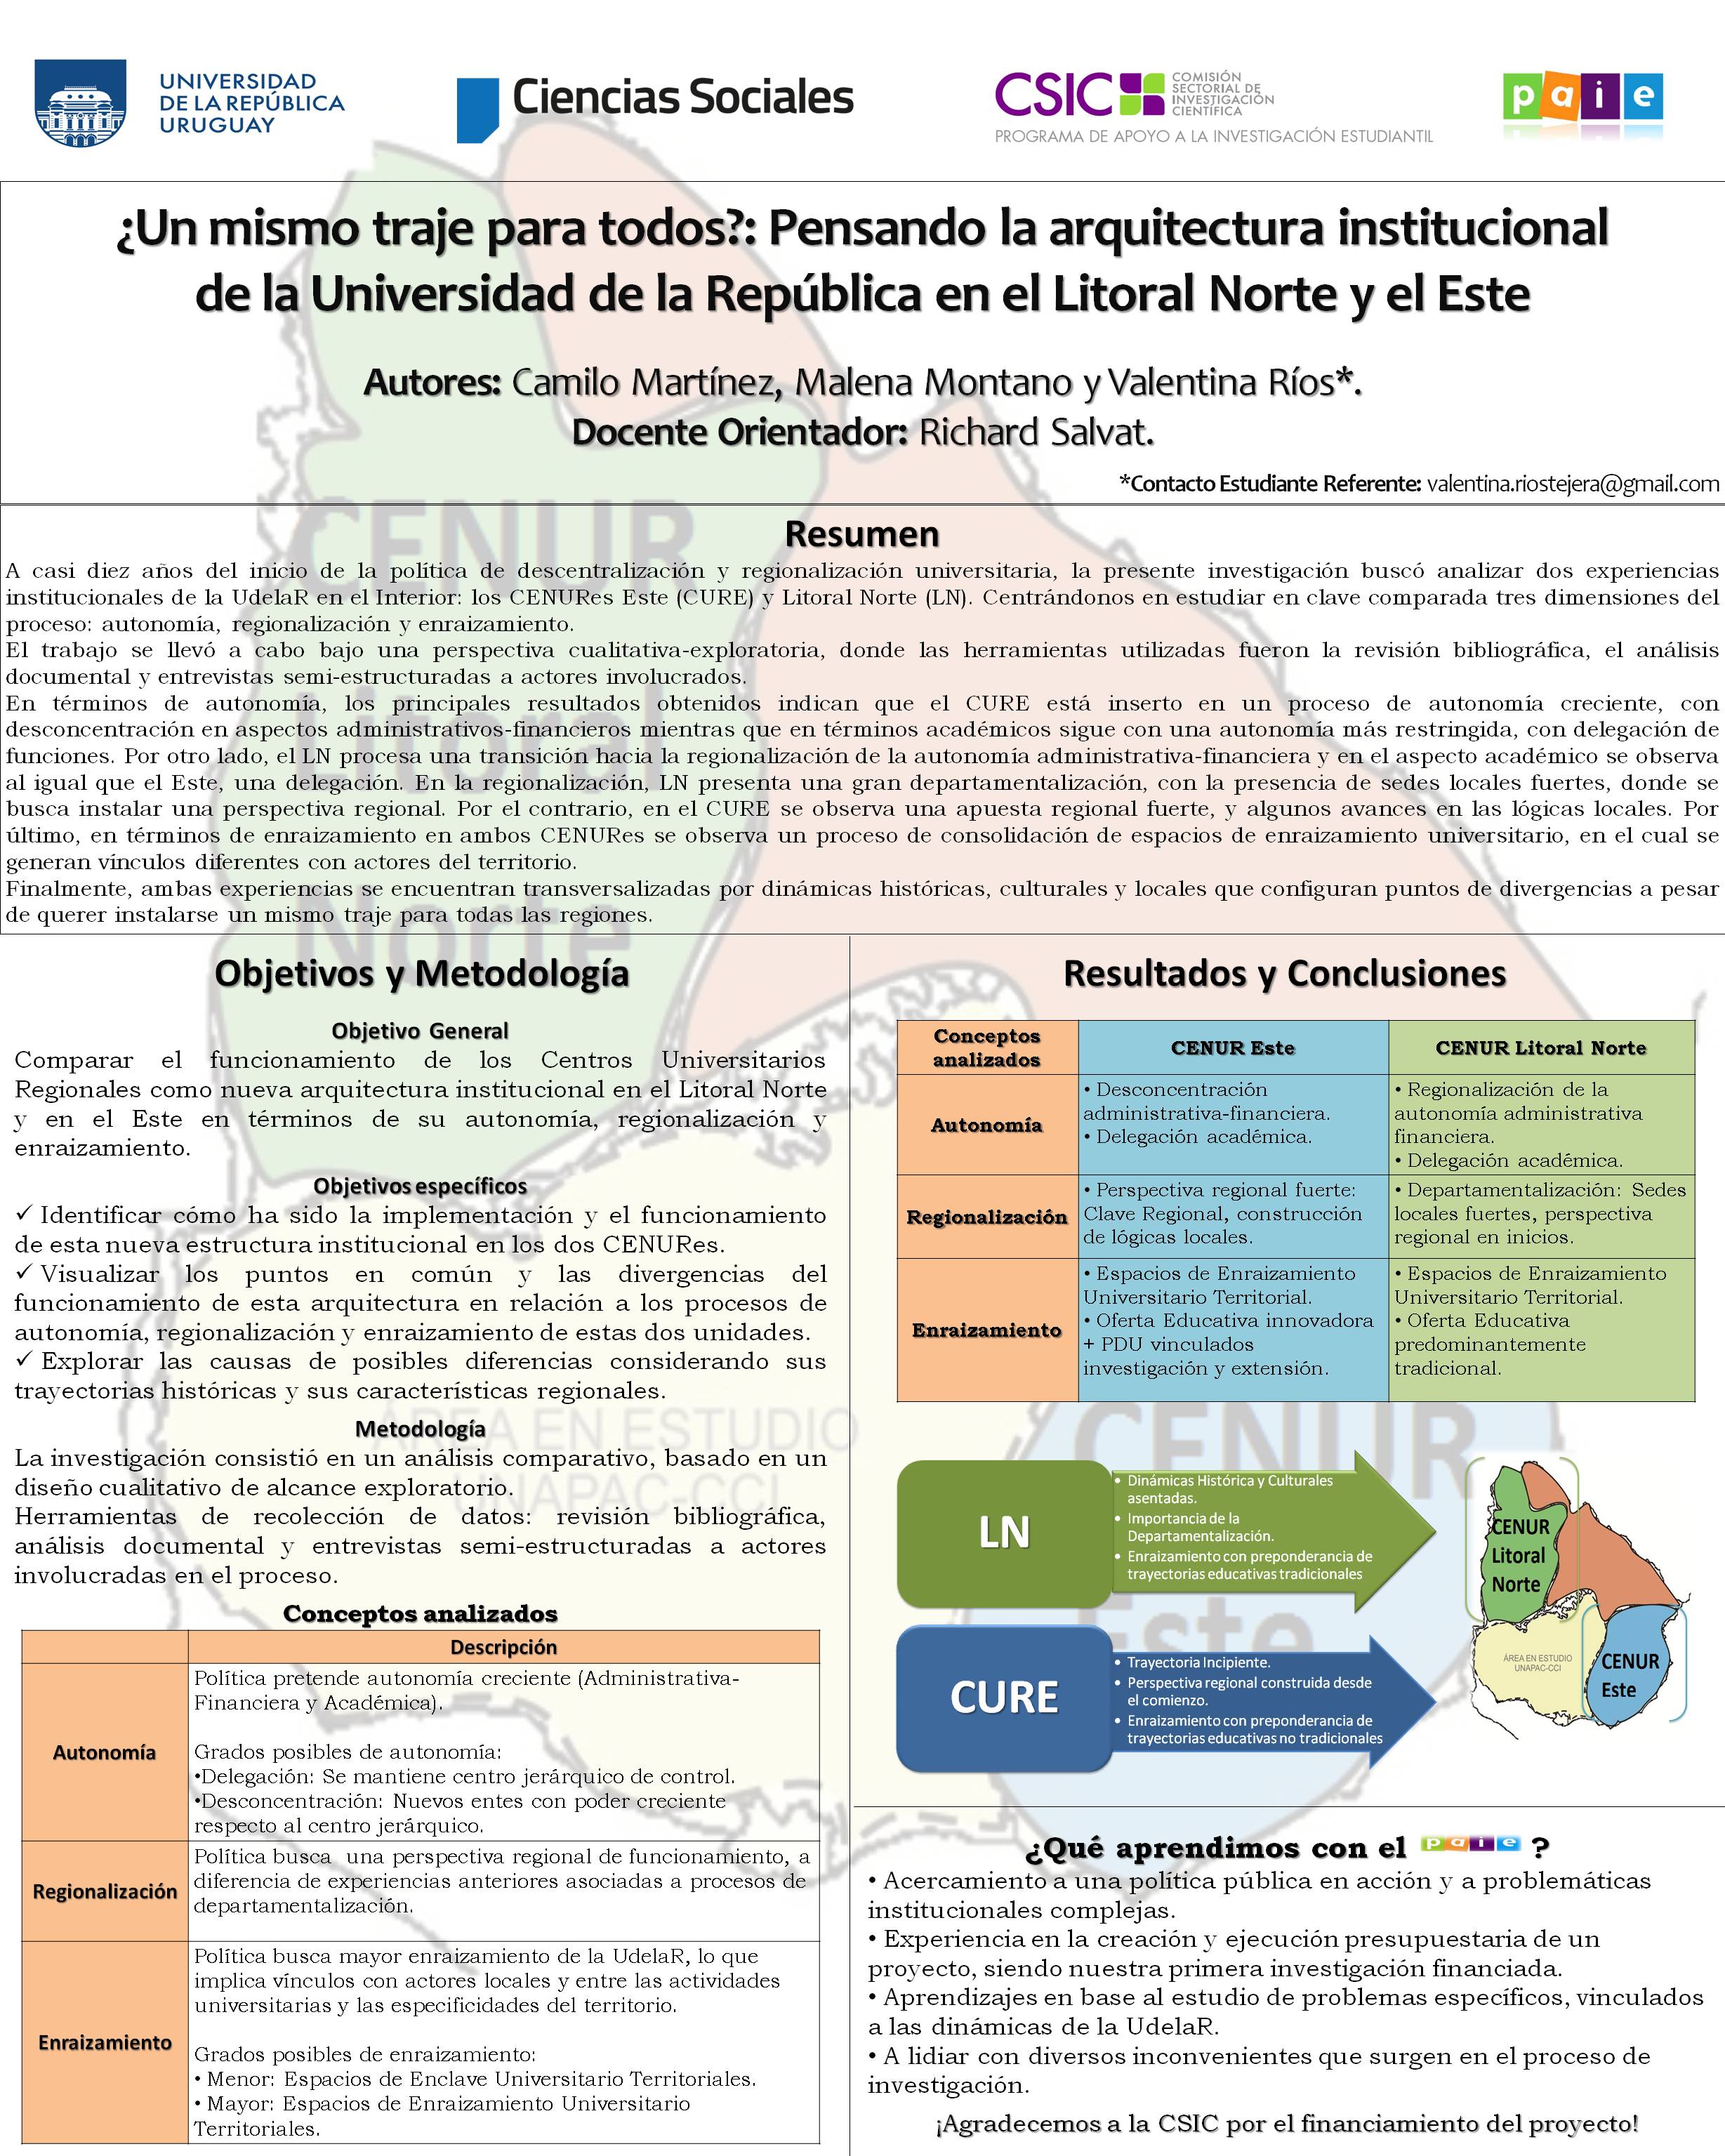 UNIVERSIDAD
DE LA REPÚBLICA
URUGUAY
Ciencias Sociales
CSIC
COMISIÓN
SECTORIAL DE
INVESTIGACIÓN
CIENTÍFICA
PROGRAMA DE APOYO A LA INVESTIGACIÓN ESTUDIANTIL
paie
¿Un mismo traje para todos?: Pensando la arquitectura institucional
de la Universidad de la República en el Litoral Norte y el Este
Autores: Camilo Martínez, Malena Montano y Valentina Ríos*.
Docente Orientador: Richard Salvat.
*Contacto Estudiante Referente: valentina.riostejera@gmail.com
Resumen
A casi diez años del inicio de la política de descentralización y regionalización universitaria, la presente investigación buscó analizar dos experiencias
institucionales de la UdelaR en el Interior: los CENURes Este (CURE) y Litoral Norte (LN). Centrándonos en estudiar en clave comparada tres dimensiones del
proceso: autonomía, regionalización y enraizamiento.
El trabajo se llevó a cabo bajo una perspectiva cualitativa-exploratoria, donde las herramientas utilizadas fueron la revisión bibliográfica, el análisis
documental y entrevistas semi-estructuradas a actores involucrados.
En términos de autonomía, los principales resultados obtenidos indican que el CURE está inserto en un proceso de autonomía creciente, con
desconcentración en aspectos administrativos-financieros mientras que en términos académicos sigue con una autonomía más restringida, con delegación de
funciones. Por otro lado, el LN procesa una transición hacia la regionalización de la autonomía administrativa-financiera y en el aspecto académico se observa
al igual que el Este, una delegación. En la regionalización, LN presenta una gran departamentalización, con la presencia de sedes locales fuertes, donde se
busca instalar una perspectiva regional. Por el contrario, en el CURE se observa una apuesta regional fuerte, y algunos avances en las lógicas locales. Por
último, en términos de enraizamiento en ambos CENURes se observa un proceso de consolidación de espacios de enraizamiento universitario, en el cual se
generan vínculos diferentes con actores del territorio.
Finalmente, ambas experiencias se encuentran transversalizadas por dinámicas históricas, culturales y locales que configuran puntos de divergencias a pesar
de querer instalarse un mismo traje para todas las regiones.
Objetivos y Metodología
Objetivo General
Comparar el funcionamiento de los Centros Universitarios
Regionales como nueva arquitectura institucional en el Litoral Norte
y en el Este en términos de su autonomía, regionalización y
enraizamiento.
Objetivos específicos
✓ Identificar cómo ha sido la implementación y el funcionamiento
de esta nueva estructura institucional en los dos CENURes.
✓ Visualizar los puntos en común y las divergencias del
funcionamiento de esta arquitectura en relación a los procesos de
autonomía, regionalización y enraizamiento de estas dos unidades.
✓ Explorar las causas de posibles diferencias considerando sus
trayectorias históricas y sus características regionales.
Metodología
La investigación consistió en un análisis comparativo, basado en un
diseño cualitativo de alcance exploratorio.
Herramientas de recolección de datos: revisión bibliográfica,
análisis documental y entrevistas semi-estructuradas a actores
involucradas en el proceso.
Conceptos analizados
Descripción
Autonomía
Política pretende autonomía creciente (Administrativa-
Financiera y Académica).
Grados posibles de autonomía:
•Delegación: Se mantiene centro jerárquico de control.
•Desconcentración: Nuevos entes con poder creciente
respecto al centro jerárquico.
Regionalización
Política busca una perspectiva regional de funcionamiento, a
diferencia de experiencias anteriores asociadas a procesos de
departamentalización.
Enraizamiento
Política busca mayor enraizamiento de la UdelaR, lo que
implica vínculos con actores locales y entre las actividades
universitarias y las especificidades del territorio.
Grados posibles de enraizamiento:
• Menor: Espacios de Enclave Universitario Territoriales.
• Mayor: Espacios de Enraizamiento Universitario
Territoriales.
Resultados y Conclusiones
Conceptos
analizados
CENUR Este
CENUR Litoral Norte
Autonomía
• Desconcentración
administrativa-financiera.
• Delegación académica.
• Regionalización de la
autonomía administrativa
financiera.
• Delegación académica.
Regionalización
• Perspectiva regional fuerte:
Clave Regional, construcción
de lógicas locales.
• Departamentalización: Sedes
locales fuertes, perspectiva
regional en inicios.
Enraizamiento
• Espacios de Enraizamiento
Universitario Territorial.
• Oferta Educativa innovadora
+ PDU vinculados
investigación y extensión.
• Espacios de Enraizamiento
Universitario Territorial.
• Oferta Educativa
predominantemente
tradicional.
LN
• Dinámicas Histórica y Culturales
asentadas.
• Importancia de la
Departamentalización.
• Enraizamiento con preponderancia de
trayectorias educativas tradicionales
CURE
• Trayectoria Incipiente.
• Perspectiva regional construida desde
el comienzo.
• Enraizamiento con preponderancia de
trayectorias educativas no tradicionales
CENUR
Litoral
Norte
ÁREA EN ESTUDIO
UNAPAC-CCI
CENUR
Este
¿Qué aprendimos con el paie ?
• Acercamiento a una política pública en acción y a problemáticas
institucionales complejas.
• Experiencia en la creación y ejecución presupuestaria de un
proyecto, siendo nuestra primera investigación financiada.
• Aprendizajes en base al estudio de problemas específicos, vinculados
a las dinámicas de la UdelaR.
• A lidiar con diversos inconvenientes que surgen en el proceso de
investigación.
¡Agradecemos a la CSIC por el financiamiento del proyecto!
CENUR
Litoral
Norte
ÁREA EN ESTUDIO
UNAPAC-CCI
CENUR
Este